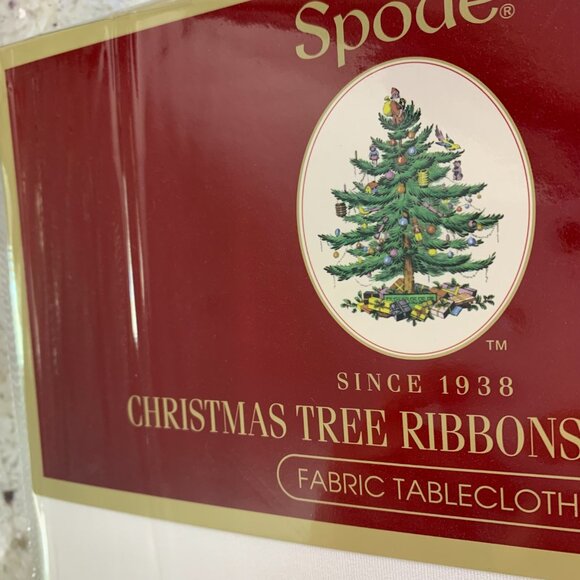 Spode®
TM
SINCE 1938
CHRISTMAS TREE RIBBONS
FABRIC TABLECLOTH